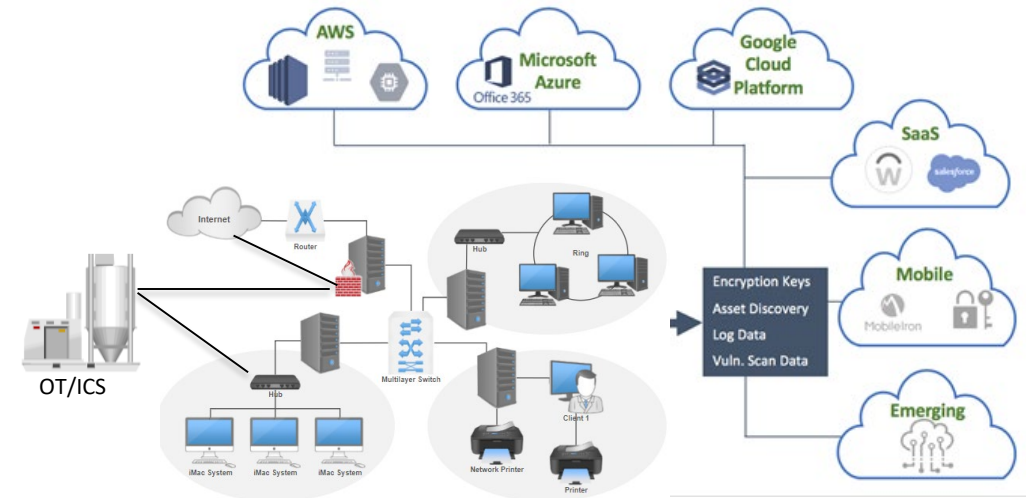 AWS
Microsoft
Azure
Office 365
Google
Cloud
Platform
SaaS
W
salesforce
Internet
Router
Hub
Ring
Encryption Keys
Asset Discovery
Log Data
Vuln. Scan Data
Mobile
MobileIron
OT/ICS
Multilayer Switch
Hub
Client 1
iMac System
iMac System
iMac System
Network Printer
Printer
Emerging